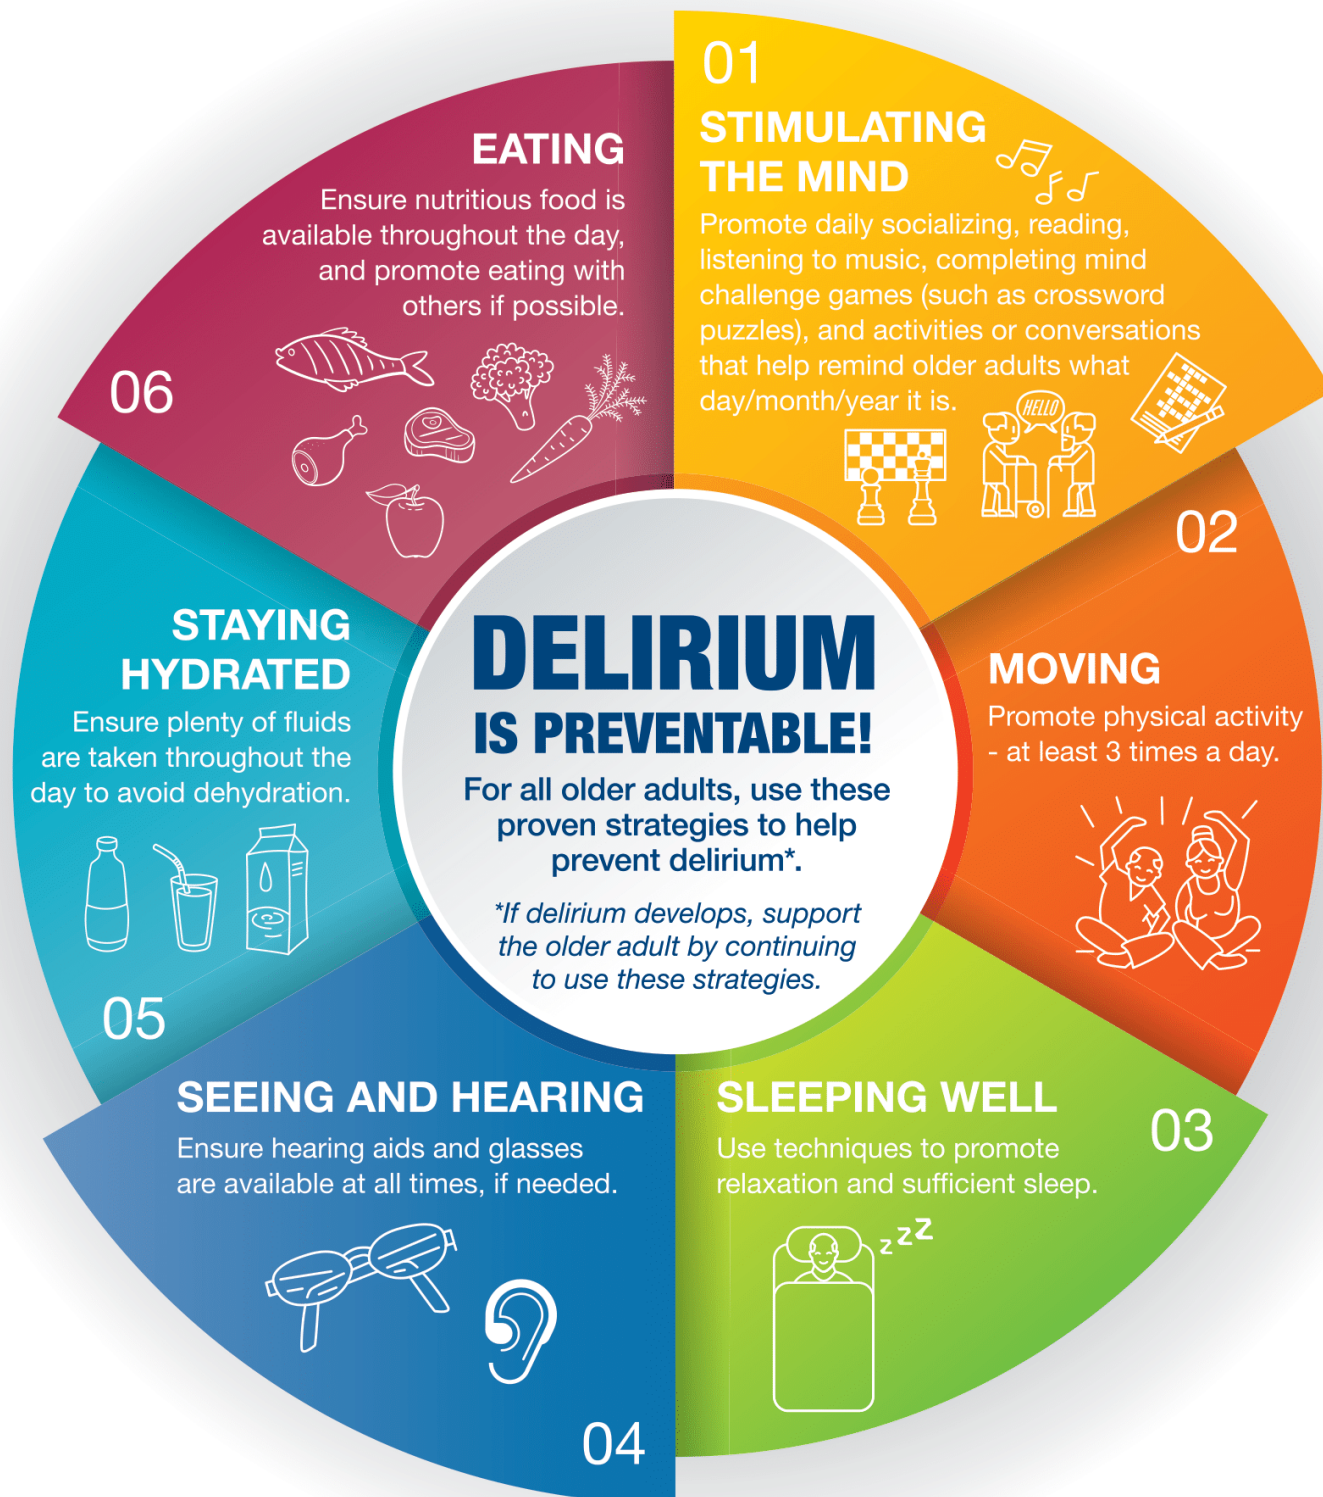 DELIRIUM
IS PREVENTABLE!
For all older adults, use these
proven strategies to help
prevent delirium*.
*If delirium develops, support
the older adult by continuing
to use these strategies.
01
STIMULATING
THE MIND
Promote daily socializing, reading,
listening to music, completing mind
challenge games (such as crossword
puzzles), and activities or conversations
that help remind older adults what
day/month/year it is.
HELLO
02
MOVING
Promote physical activity
- at least 3 times a day.
03
SLEEPING WELL
Use techniques to promote
relaxation and sufficient sleep.
z z Z
04
SEEING AND HEARING
Ensure hearing aids and glasses
are available at all times, if needed.
05
STAYING
HYDRATED
Ensure plenty of fluids
are taken throughout the
day to avoid dehydration.
06
EATING
Ensure nutritious food is
available throughout the day,
and promote eating with
others if possible.